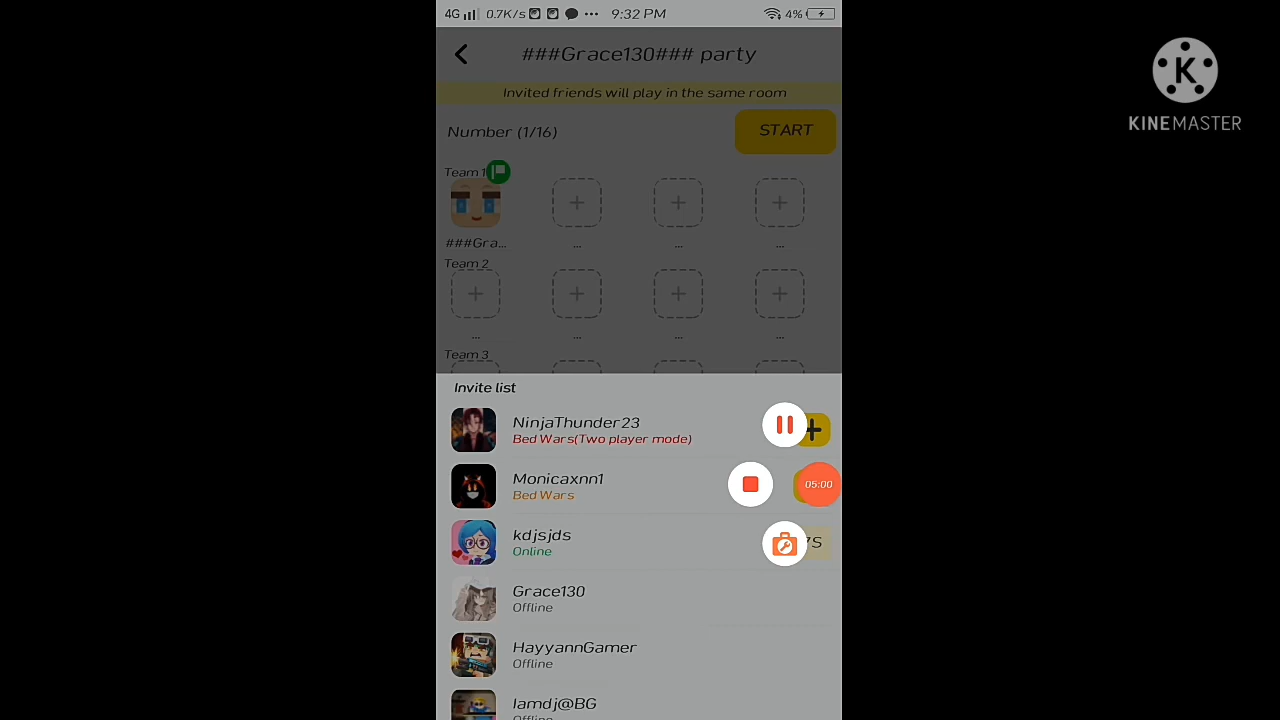 4G 0.7K/s ... 9:32 PM 4%
KINEMASTER
###Grace130### party
Invited friends will play in the same room
Number (1/16) START
Team 1
###Gra... ... ... ...
Team 2
... ... ... ...
Team 3
Invite list
NinjaThunder23
Bed Wars(Two player mode)
Monicaxnn1
Bed Wars
05:00
kdjsjds
Online
7S
Grace130
Offline
HayyannGamer
Offline
Iamdj@BG
Offline